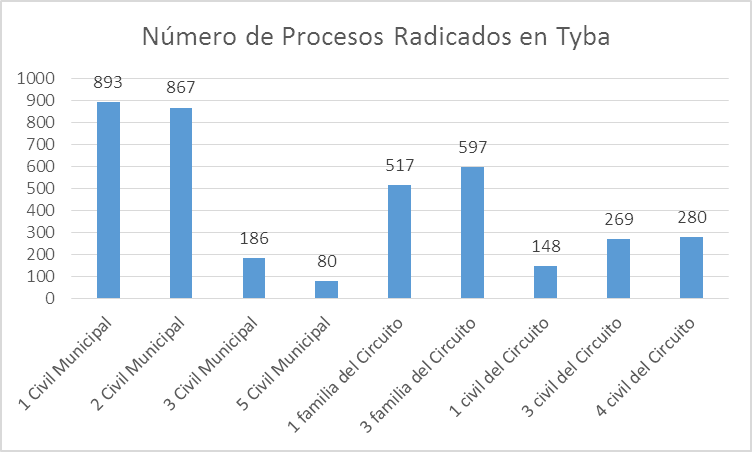 Número de Procesos Radicados en Tyba
1000
900
800
700
600
500
400
300
200
100
0
893
867
186
80
517
597
148
269
280
1 Civil Municipal
2 Civil Municipal
3 Civil Municipal
5 Civil Municipal
1 familia del Circuito
3 familia del Circuito
1 civil del Circuito
3 civil del Circuito
4 civil del Circuito